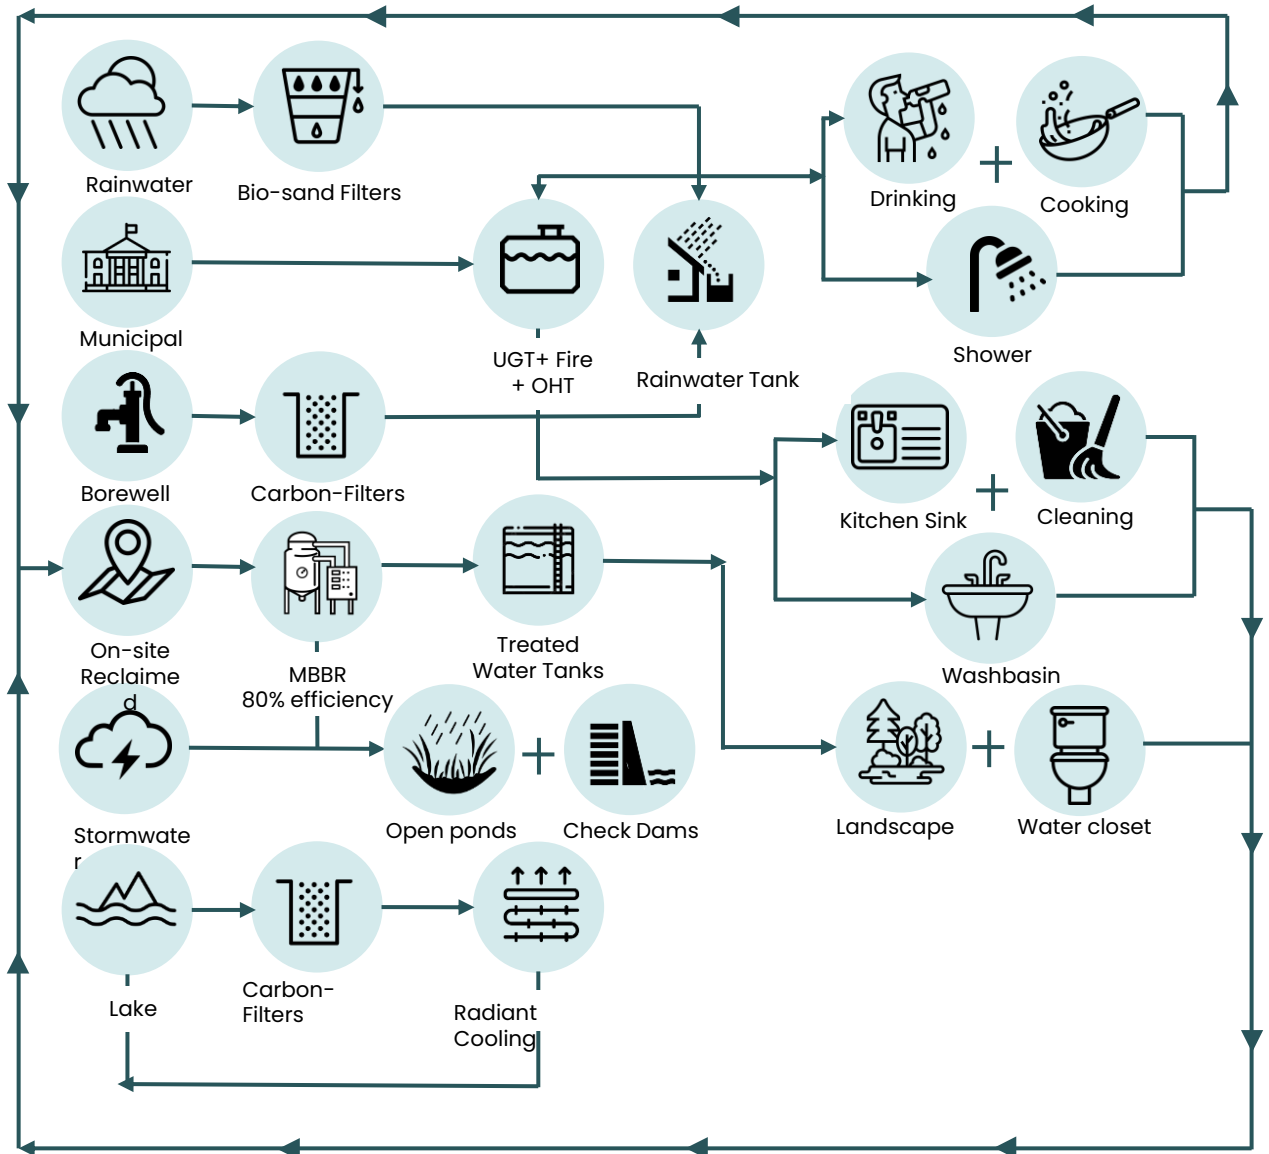 Rainwater
Bio-sand Filters
Drinking
Cooking
Municipal
UGT+ Fire
+ OHT
Rainwater Tank
Shower
Borewell
Carbon-Filters
Kitchen Sink
Cleaning
On-site
Reclaime
d
MBBR
80% efficiency
Treated
Water Tanks
Washbasin
Stormwate
r
Open ponds
Check Dams
Landscape
Water closet
Lake
Carbon-
Filters
Radiant
Cooling